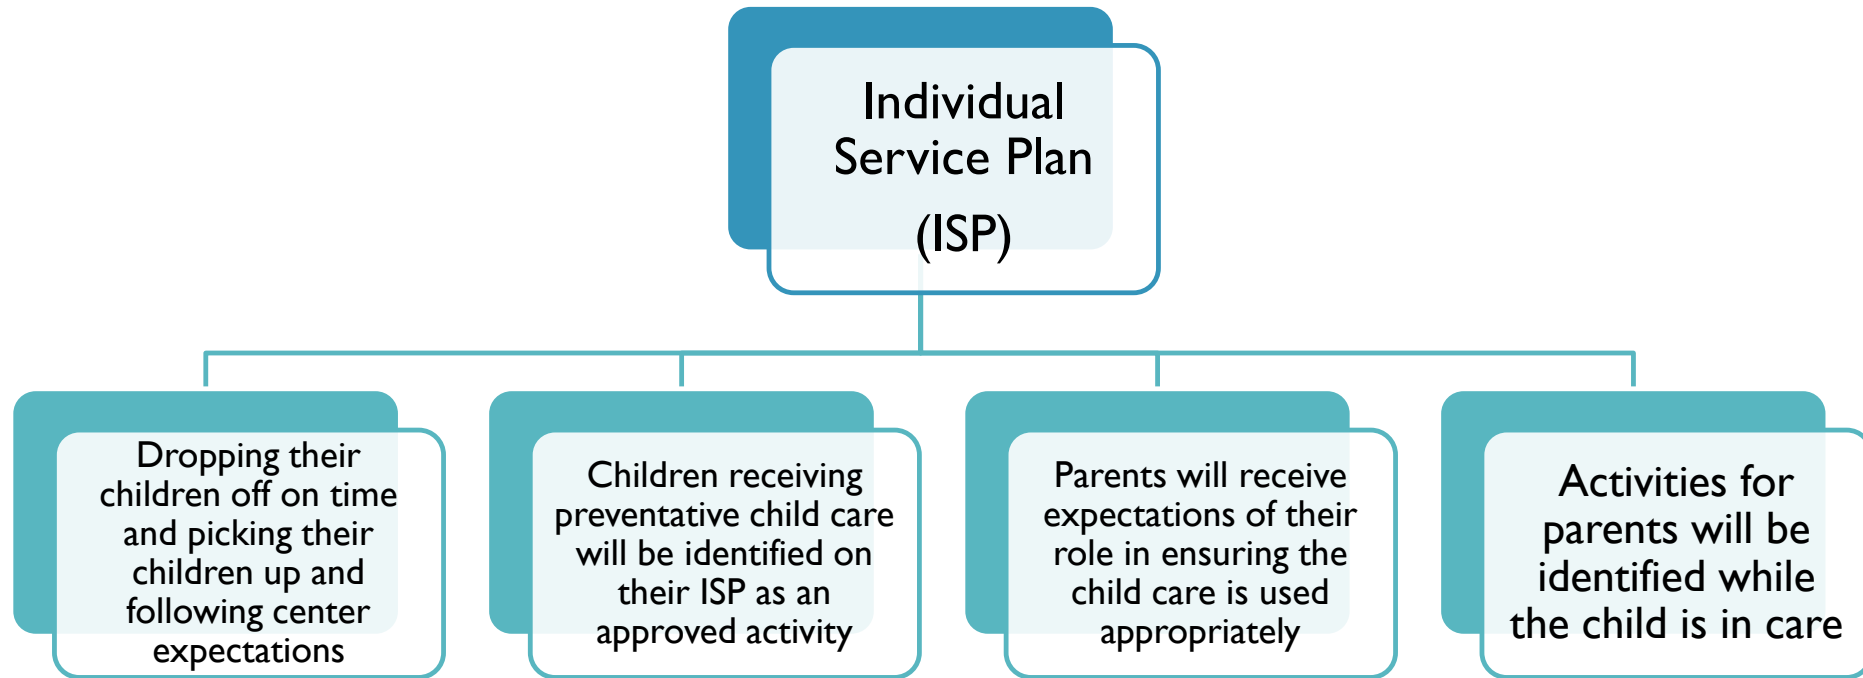 Individual
Service Plan
(ISP)
Dropping their
children off on time
and picking their
children up and
following center
expectations
Children receiving
preventative child care
will be identified on
their ISP as an
approved activity
Parents will receive
expectations of their
role in ensuring the
child care is used
appropriately
Activities for
parents will be
identified while
the child is in care